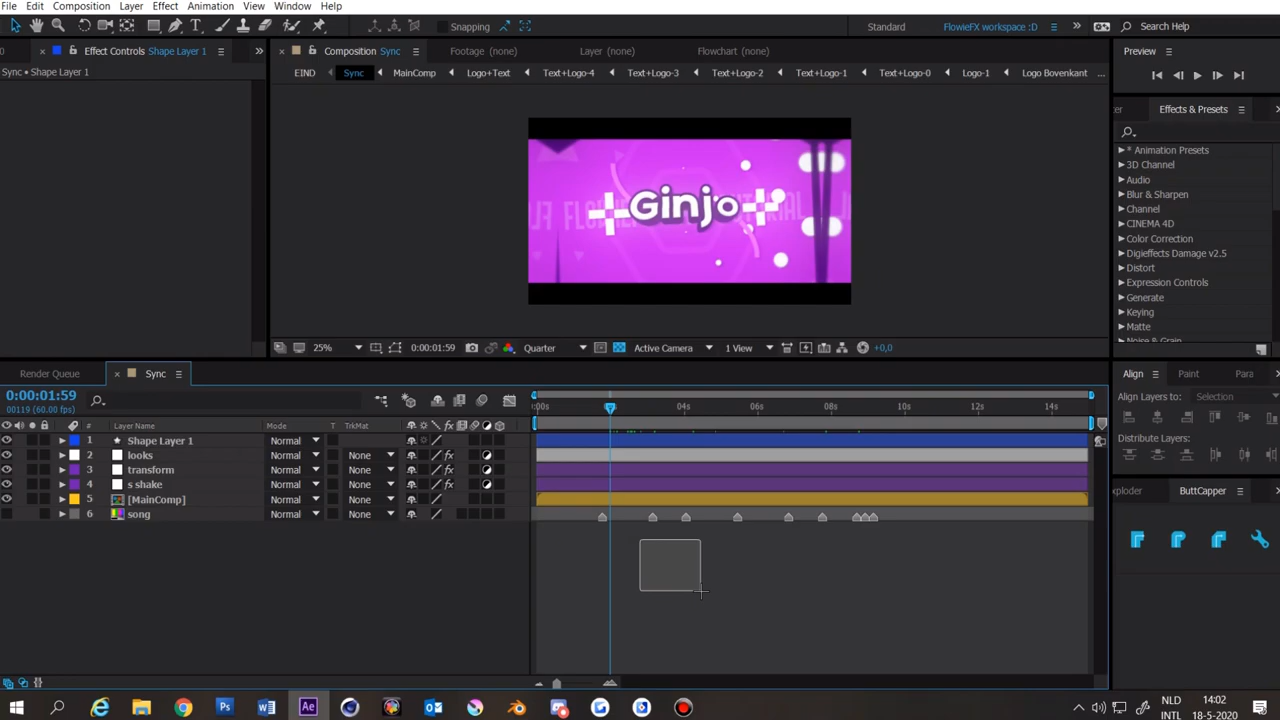 File Edit Composition Layer Effect Animation View Window Help
Snapping Standard FlowieFX workspace :D » Search Help
Effect Controls Shape Layer 1 » Composition Sync Footage (none) Layer (none) Flowchart (none) Preview
Sync • Shape Layer 1
EIND Sync MainComp Logo+Text Text+Logo-4 Text+Logo-3 Text+Logo-2 Text+Logo-1 Text+Logo-0 Logo-1 Logo Bovenkant ...
Effects & Presets
* Animation Presets
3D Channel
Audio
Blur & Sharpen
Channel
CINEMA 4D
Color Correction
Digieffects Damage v2.5
Distort
Expression Controls
Generate
Keying
Matte
Noise & Grain
Ginjo
25% 0:00:01:59 Quarter Active Camera 1 View +0,0
Render Queue Sync
Align Paint Para
0:00:01:59
00119 (60.00 fps)
Align Layers to: Selection
:00s 04s 06s 08s 10s 12s 14s
# Layer Name Mode T TrkMat
Distribute Layers:
1 Shape Layer 1 Normal
2 looks Normal None
3 transform Normal None
4 s shake Normal None
5 [MainComp] Normal None
6 song Normal None
exploder ButtCapper
NLD 14:02
INTL 18-5-2020